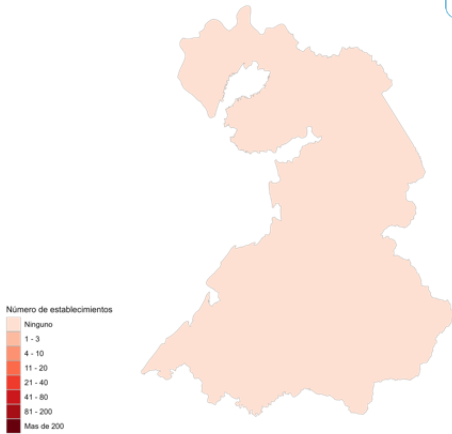 Número de establecimientos
Ninguno
1 - 3
4 - 10
11 - 20
21 - 40
41 - 80
81 - 200
Mas de 200